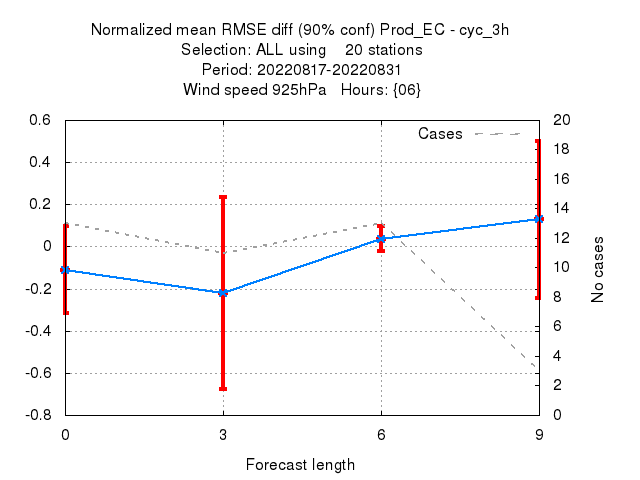 Normalized mean RMSE diff (90% conf) Prod_EC - cyc_3h
Selection: ALL using    20 stations
Period: 20220817-20220831
Wind speed 925hPa   Hours: {06}
Cases
0.6
0.4
0.2
0
-0.2
-0.4
-0.6
-0.8
20
18
16
14
12
10
8
6
4
2
0
No cases
0 3 6 9
Forecast length